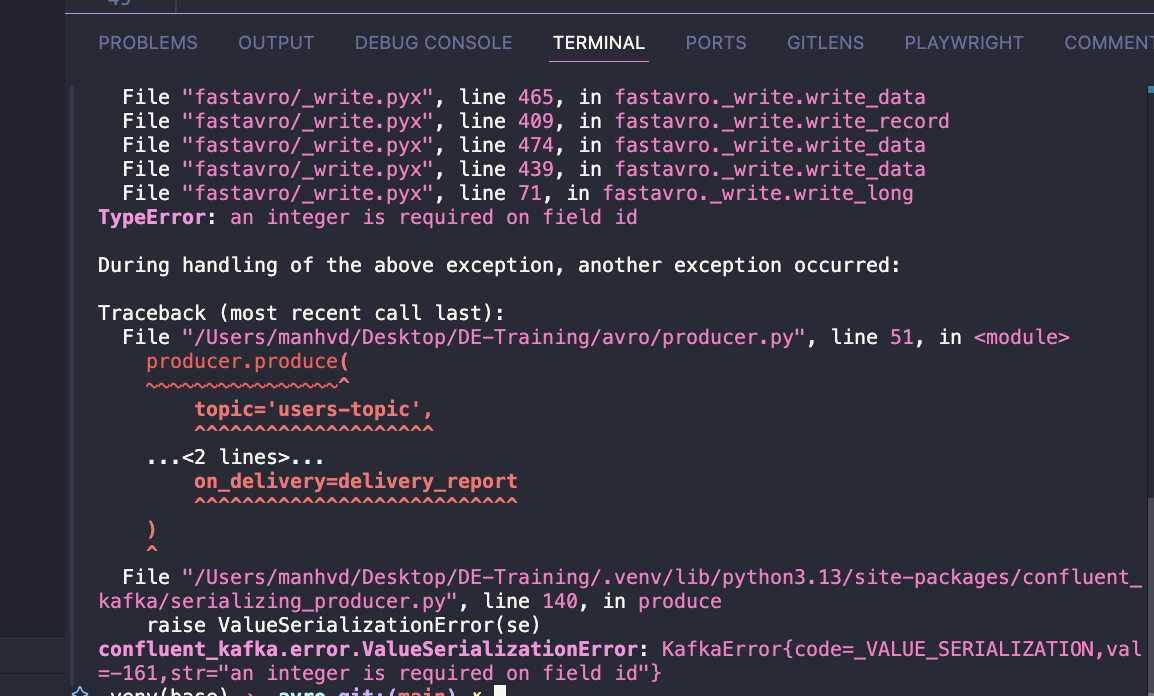 49
PROBLEMS OUTPUT DEBUG CONSOLE TERMINAL PORTS GITLENS PLAYWRIGHT COMMENT
File "fastavro/_write.pyx", line 465, in fastavro._write.write_data
File "fastavro/_write.pyx", line 409, in fastavro._write.write_record
File "fastavro/_write.pyx", line 474, in fastavro._write.write_data
File "fastavro/_write.pyx", line 439, in fastavro._write.write_data
File "fastavro/_write.pyx", line 71, in fastavro._write.write_long
TypeError: an integer is required on field id
During handling of the above exception, another exception occurred:
Traceback (most recent call last):
File "/Users/manhvd/Desktop/DE-Training/avro/producer.py", line 51, in <module>
producer.produce(
~~~~~~~~~~~~~~~~^
topic='users-topic',
^^^^^^^^^^^^^^^^^^^^
...<2 lines>...
on_delivery=delivery_report
^^^^^^^^^^^^^^^^^^^^^^^^^^^
)
^
File "/Users/manhvd/Desktop/DE-Training/.venv/lib/python3.13/site-packages/confluent_
kafka/serializing_producer.py", line 140, in produce
raise ValueSerializationError(se)
confluent_kafka.error.ValueSerializationError: KafkaError{code=_VALUE_SERIALIZATION,val
=-161,str="an integer is required on field id"}
.venv(base) avro git:(main) ✗